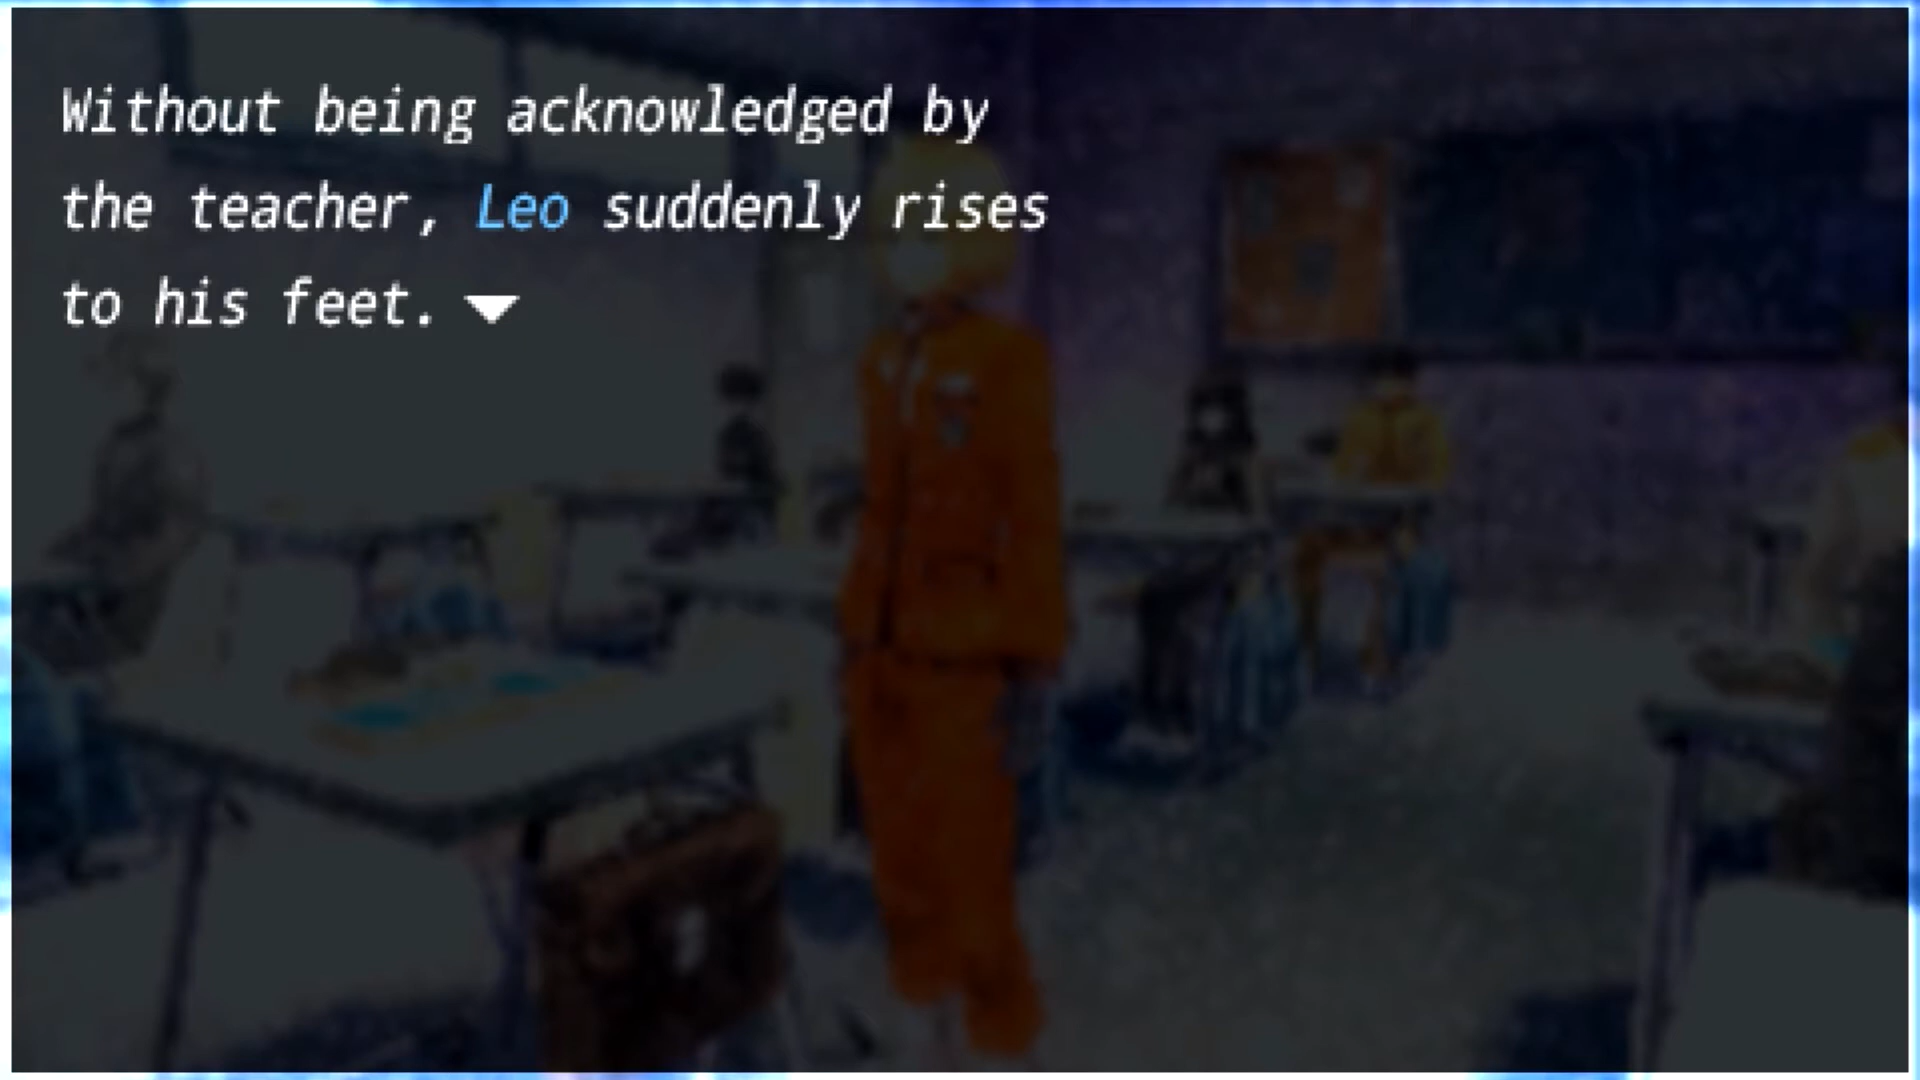 Without being acknowledged by
the teacher, Leo suddenly rises
to his feet.